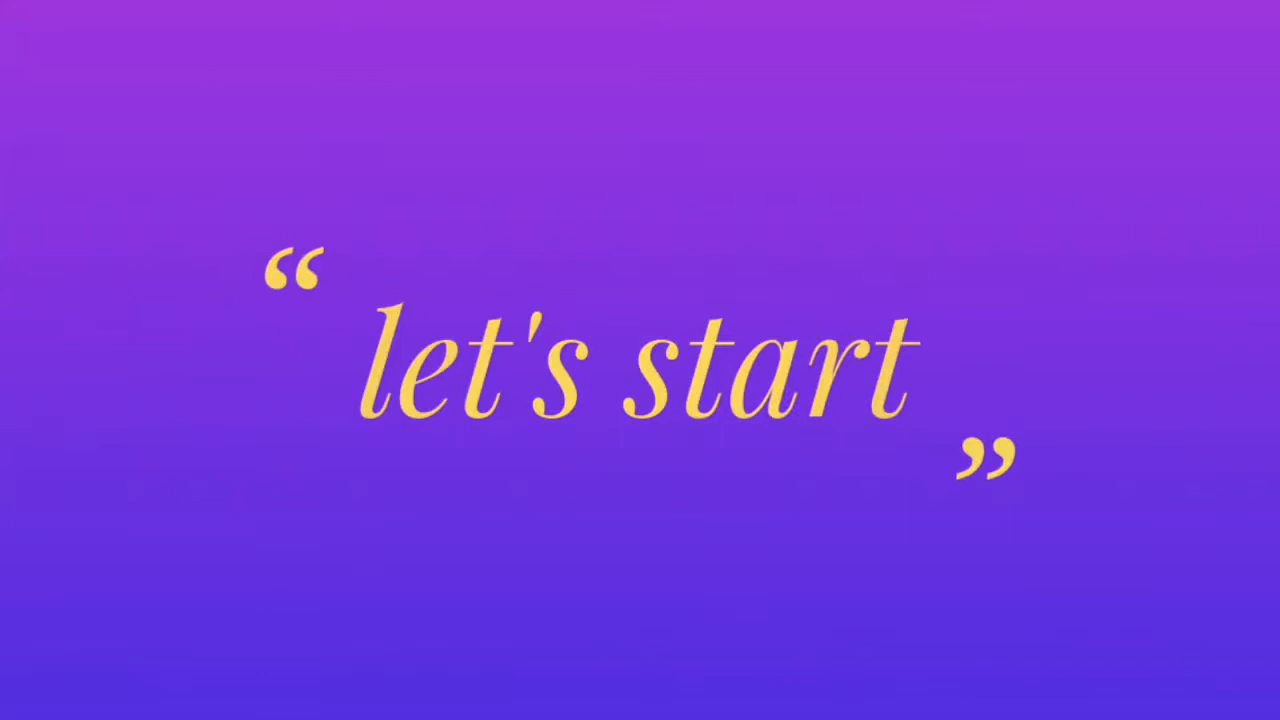 “ let's start ”